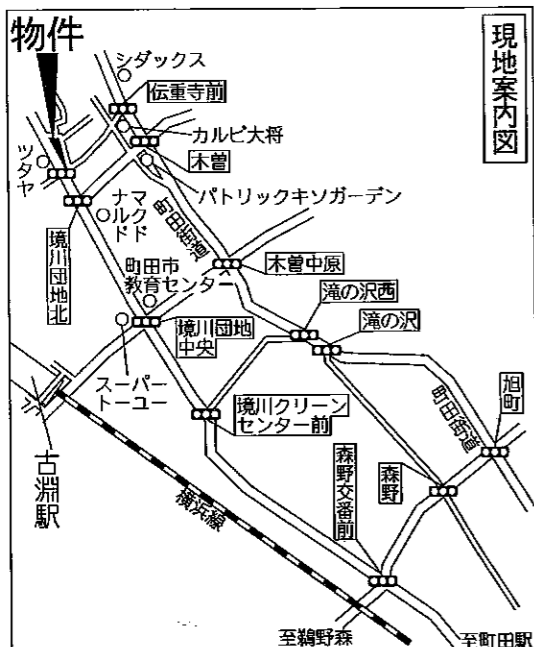 物件
現地案内図
シダックス
伝重寺前
カルビ大将
木曽
パトリックキソガーデン
ツタヤ
マクド
ナルド
境川団地北
町田街道
町田市
教育センター
木曽中原
滝の沢西
滝の沢
境川団地
中央
スーパー
トーユー
境川クリーン
センター前
旭町
町田街道
森野
森野交番前
古淵駅
横浜線
至鵜野森
至町田駅